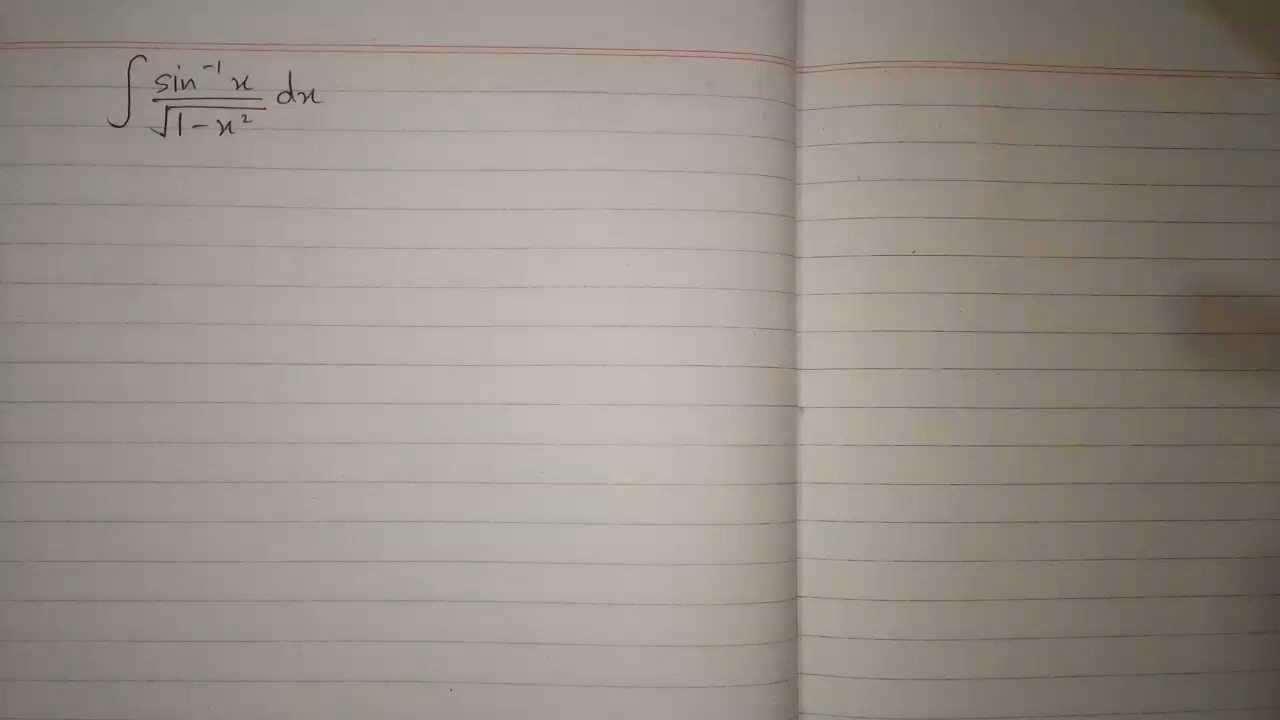 ∫ sin⁻¹x / √(1-x²) dx